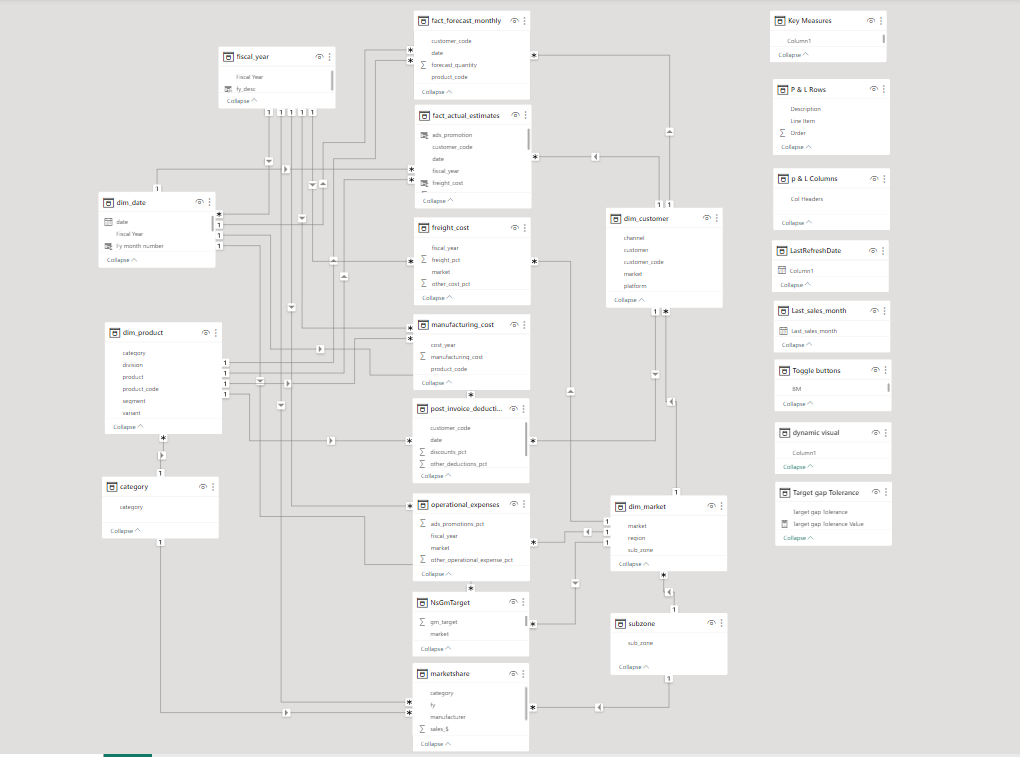 fiscal_year
Fiscal Year
fy_desc
Collapse
dim_date
date
Fiscal Year
Fy month number
Collapse
dim_product
category
division
product
product_code
segment
variant
Collapse
category
category
Collapse
fact_forecast_monthly
customer_code
date
forecast_quantity
product_code
Collapse
fact_actual_estimates
ads_promotion
customer_code
date
fiscal_year
freight_cost
Collapse
freight_cost
fiscal_year
freight_pct
market
other_cost_pct
Collapse
manufacturing_cost
cost_year
manufacturing_cost
product_code
Collapse
post_invoice_deducti...
customer_code
date
discounts_pct
other_deductions_pct
Collapse
operational_expenses
ads_promotions_pct
fiscal_year
market
other_operational_expense_pct
Collapse
NsGmTarget
gm_target
market
Collapse
marketshare
category
fy
manufacturer
sales_$
Collapse
dim_customer
channel
customer
customer_code
market
platform
Collapse
dim_market
market
region
sub_zone
Collapse
subzone
sub_zone
Collapse
Key Measures
Column1
Collapse
P & L Rows
Description
Line Item
Order
Collapse
p & L Columns
Col Headers
Collapse
LastRefreshDate
Column1
Collapse
Last_sales_month
Last_sales_month
Collapse
Toggle buttons
BM
Collapse
dynamic visual
Column1
Collapse
Target gap Tolerance
Target gap Tolerance
Target gap Tolerance Value
Collapse